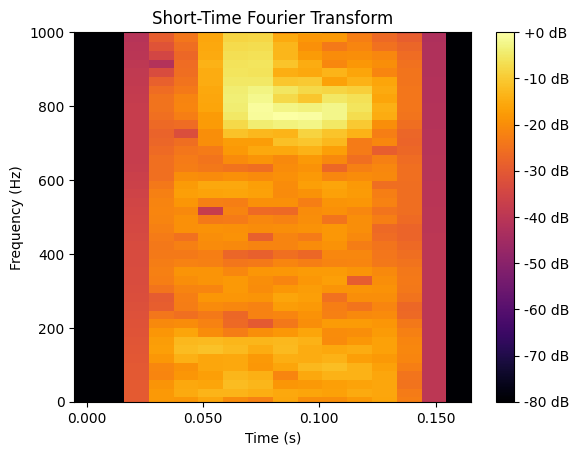 Short-Time Fourier Transform
1000
800
600
400
200
0
Frequency (Hz)
0.000
0.050
0.100
0.150
Time (s)
+0 dB
-10 dB
-20 dB
-30 dB
-40 dB
-50 dB
-60 dB
-70 dB
-80 dB